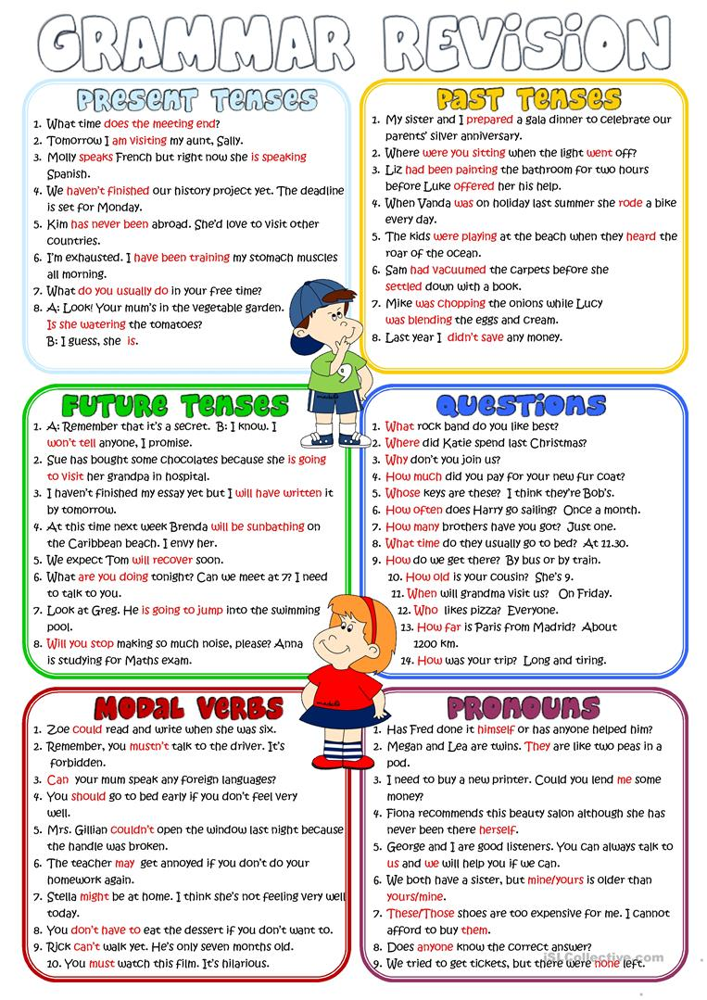 GRAMMAR REVISION
PRESENT TENSES
1. What time does the meeting end?
2. Tomorrow I am visiting my aunt, Sally.
3. Molly speaks French but right now she is speaking
Spanish.
4. We haven't finished our history project yet. The deadline
is set for Monday.
5. Kim has never been abroad. She'd love to visit other
countries.
6. I'm exhausted. I have been training my stomach muscles
all morning.
7. What do you usually do in your free time?
8. A: Look! Your mum's in the vegetable garden.
Is she watering the tomatoes?
B: I guess, she is.
PAST TENSES
1. My sister and I prepared a gala dinner to celebrate our
parents' silver anniversary.
2. Where were you sitting when the light went off?
3. Liz had been painting the bathroom for two hours
before Luke offered her his help.
4. When Vanda was on holiday last summer she rode a bike
every day.
5. The kids were playing at the beach when they heard the
roar of the ocean.
6. Sam had vacuumed the carpets before she
settled down with a book.
7. Mike was chopping the onions while Lucy
was blending the eggs and cream.
8. Last year I didn't save any money.
FUTURE TENSES
1. A: Remember that it's a secret. B: I know. I
won't tell anyone, I promise.
2. Sue has bought some chocolates because she is going
to visit her grandpa in hospital.
3. I haven't finished my essay yet but I will have written it
by tomorrow.
4. At this time next week Brenda will be sunbathing on
the Caribbean beach. I envy her.
5. We expect Tom will recover soon.
6. What are you doing tonight? Can we meet at 7? I need
to talk to you.
7. Look at Greg. He is going to jump into the swimming
pool.
8. Will you stop making so much noise, please? Anna
is studying for Maths exam.
QUESTIONS
1. What rock band do you like best?
2. Where did Katie spend last Christmas?
3. Why don't you join us?
4. How much did you pay for your new fur coat?
5. Whose keys are these? I think they're Bob's.
6. How often does Harry go sailing? Once a month.
7. How many brothers have you got? Just one.
8. What time do they usually go to bed? At 11.30.
9. How do we get there? By bus or by train.
10. How old is your cousin? She's 9.
11. When will grandma visit us? On Friday.
12. Who likes pizza? Everyone.
13. How far is Paris from Madrid? About
1200 km.
14. How was your trip? Long and tiring.
MODAL VERBS
1. Zoe could read and write when she was six.
2. Remember, you mustn't talk to the driver. It's
forbidden.
3. Can your mum speak any foreign languages?
4. You should go to bed early if you don't feel very
well.
5. Mrs. Gillian couldn't open the window last night because
the handle was broken.
6. The teacher may get annoyed if you don't do your
homework again.
7. Stella might be at home. I think she's not feeling very well
today.
8. You don't have to eat the dessert if you don't want to.
9. Rick can't walk yet. He's only seven months old.
10. You must watch this film. It's hilarious.
PRONOUNS
1. Has Fred done it himself or has anyone helped him?
2. Megan and Lea are twins. They are like two peas in a
pod.
3. I need to buy a new printer. Could you lend me some
money?
4. Fiona recommends this beauty salon although she has
never been there herself.
5. George and I are good listeners. You can always talk to
us and we will help you if we can.
6. We both have a sister, but mine/yours is older than
yours/mine.
7. These/Those shoes are too expensive for me. I cannot
afford to buy them.
8. Does anyone know the correct answer?
9. We tried to get tickets, but there were none left.
iSLCollective.com